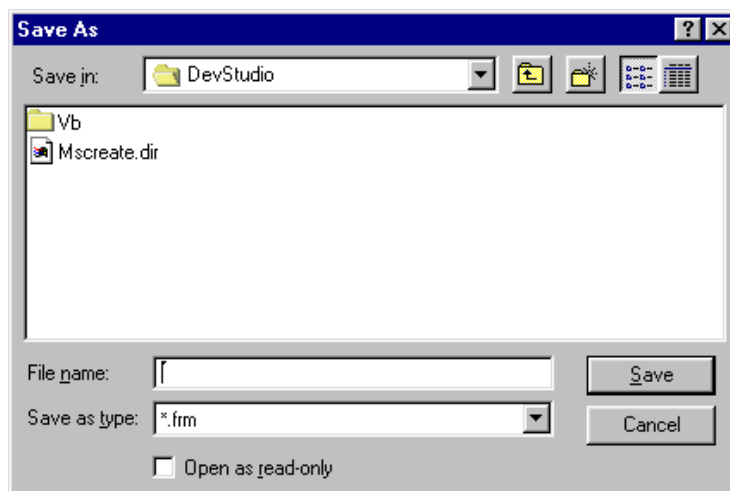 Save As
Save in: DevStudio
Vb
Mscreate.dir
File name: Save
Save as type: *.frm Cancel
Open as read-only